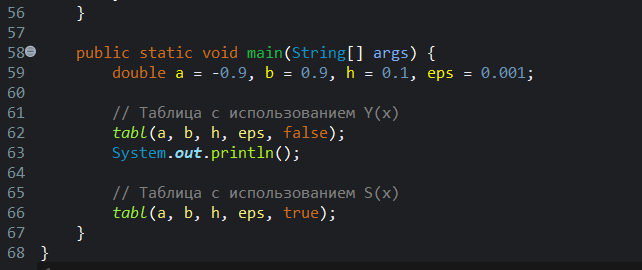 56 }
57
58 public static void main(String[] args) {
59 double a = -0.9, b = 0.9, h = 0.1, eps = 0.001;
60
61 // Таблица с использованием Y(x)
62 tabl(a, b, h, eps, false);
63 System.out.println();
64
65 // Таблица с использованием S(x)
66 tabl(a, b, h, eps, true);
67 }
68 }